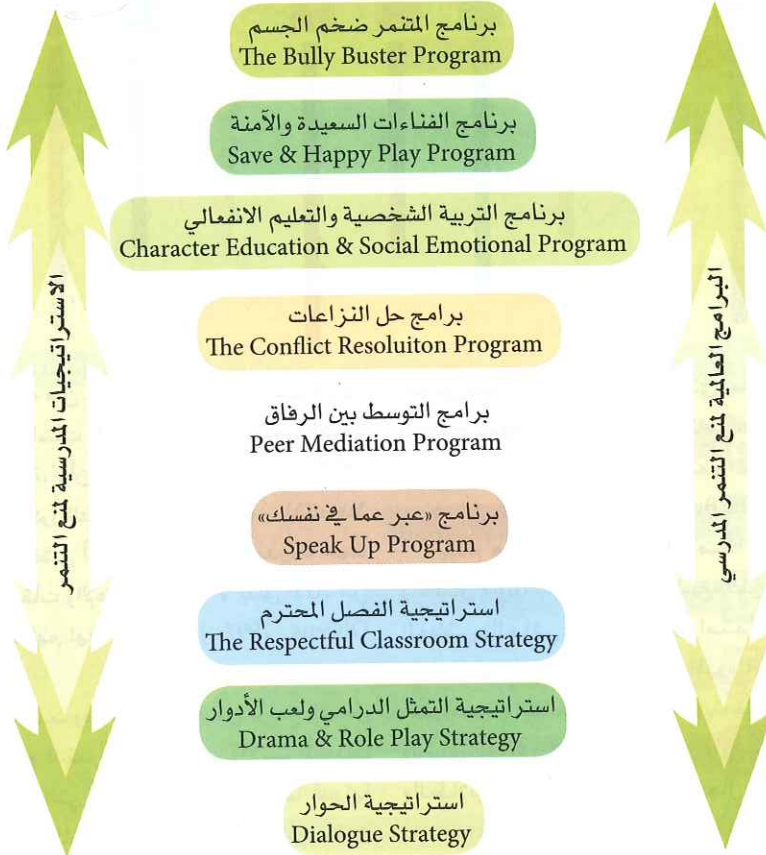 برنامج المتنمر ضخم الجسم
The Bully Buster Program
برنامج الفناءات السعيدة والآمنة
Save & Happy Play Program
برنامج التربية الشخصية والتعليم الانفعالي
Character Education & Social Emotional Program
برامج حل النزاعات
The Conflict Resoluiton Program
برامج التوسط بين الرفاق
Peer Mediation Program
برنامج «عبر عما في نفسك»
Speak Up Program
استراتيجية الفصل المحترم
The Respectful Classroom Strategy
استراتيجية التمثل الدرامي ولعب الأدوار
Drama & Role Play Strategy
استراتيجية الحوار
Dialogue Strategy
البرامج العالمية لمنع التنمر المدرسي
الاستراتيجيات المدرسية لمنع التنمر